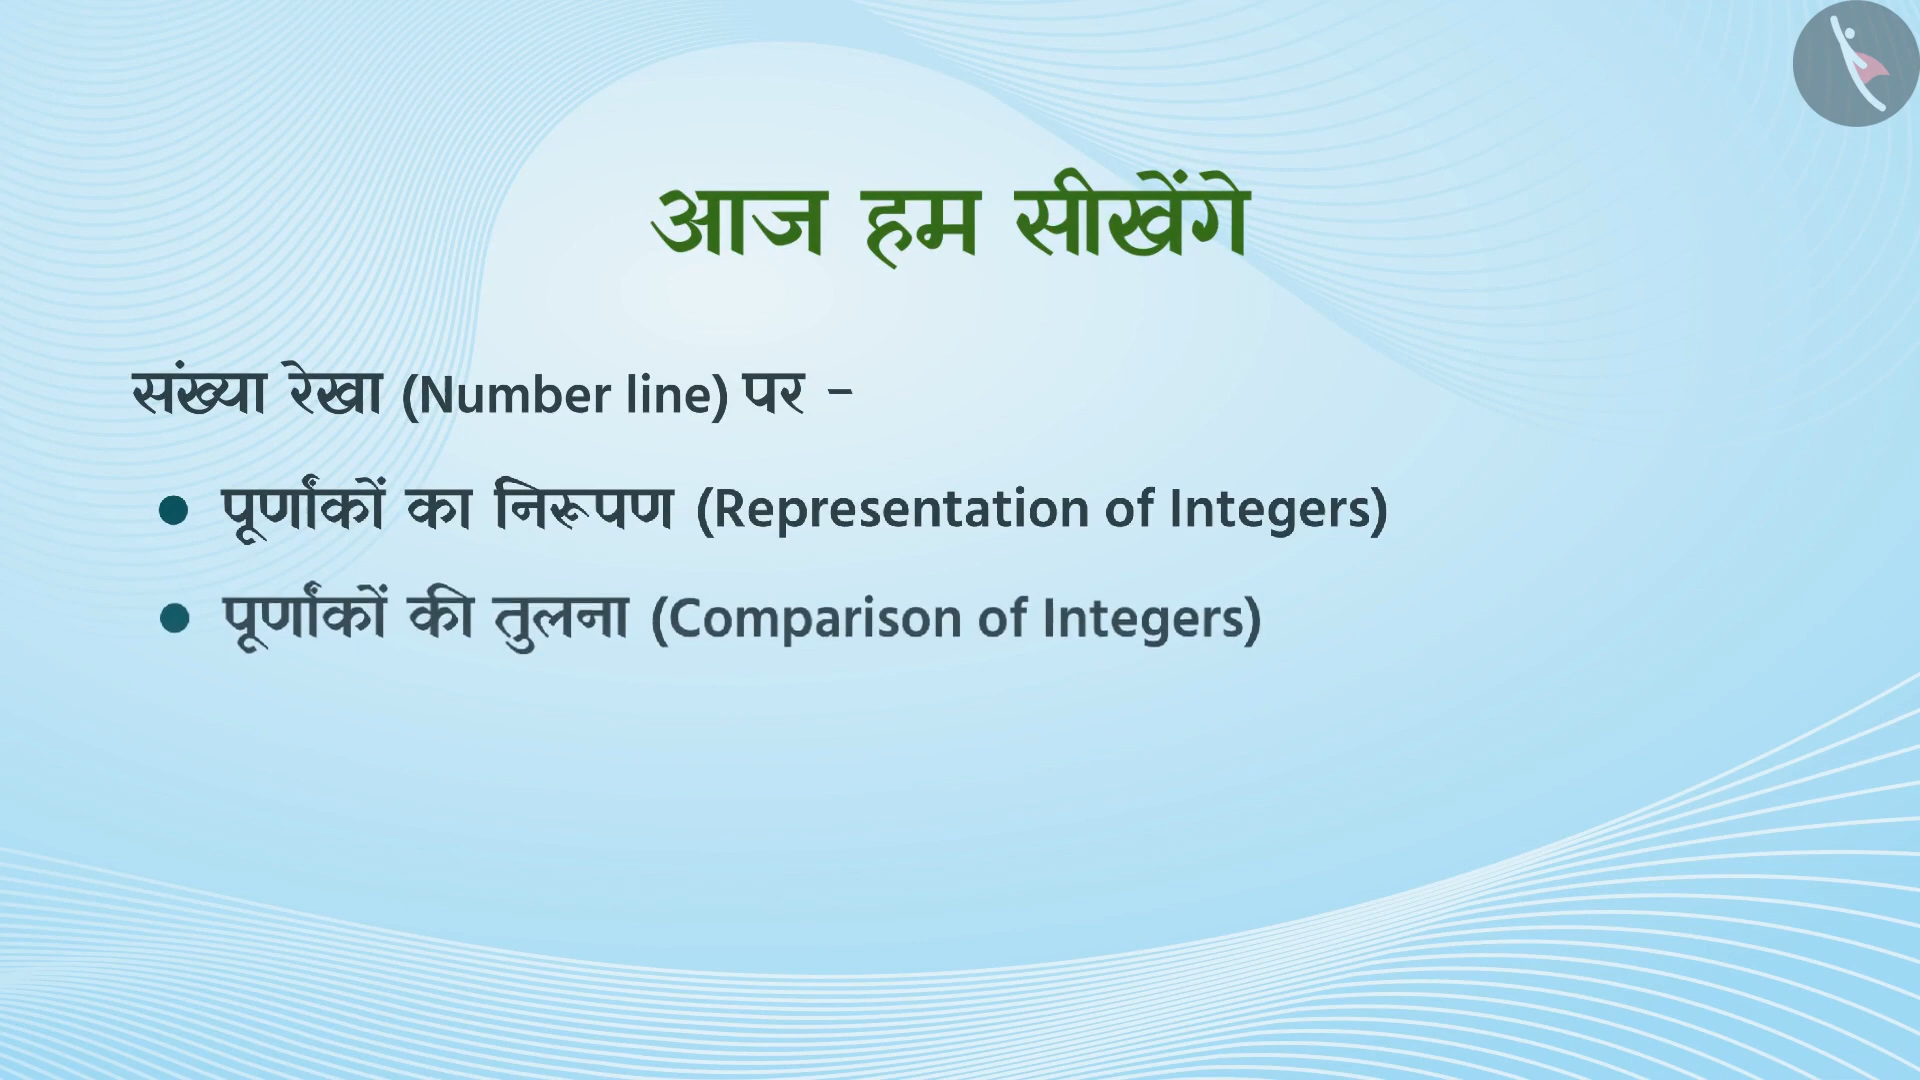 आज हम सीखेंगे
संख्या रेखा (Number line) पर –
● पूर्णांकों का निरूपण (Representation of Integers)
● पूर्णांकों की तुलना (Comparison of Integers)